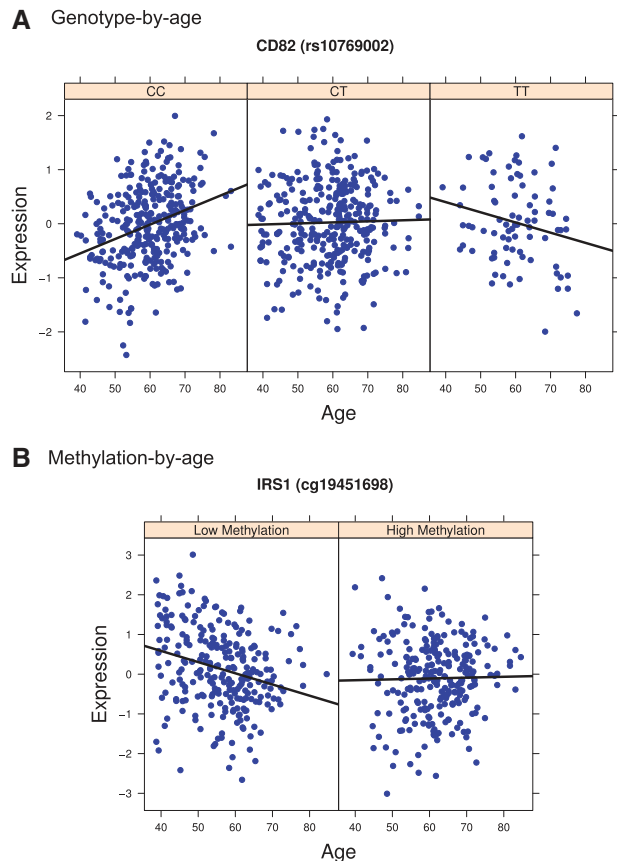 A Genotype-by-age
CD82 (rs10769002)
CC CT TT
2
1
0
−1
−2
Expression
40 50 60 70 80 40 50 60 70 80 40 50 60 70 80
Age
B Methylation-by-age
IRS1 (cg19451698)
Low Methylation High Methylation
3
2
1
0
−1
−2
−3
Expression
40 50 60 70 80 40 50 60 70 80
Age